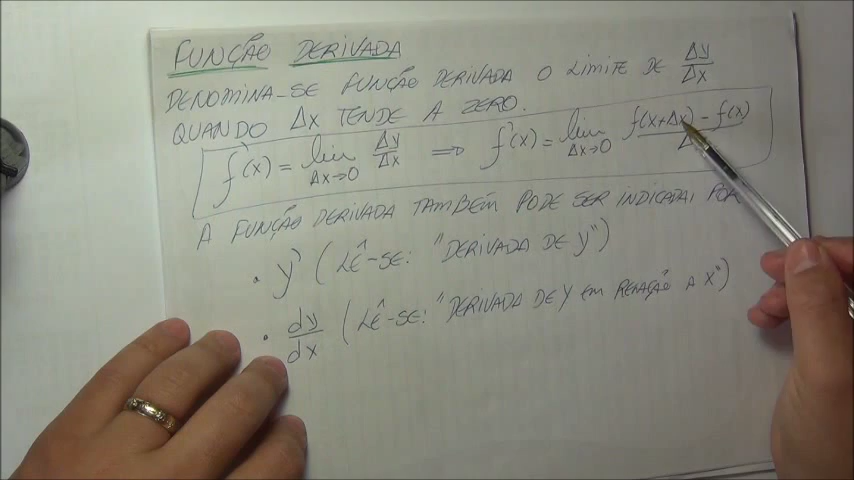 FUNÇÃO DERIVADA
DENOMINA-SE FUNÇÃO DERIVADA O LIMITE DE Δy/Δx
QUANDO Δx TENDE A ZERO.
f'(x) = lim Δx→0 Δy/Δx ⇒ f'(x) = lim Δx→0 f(x+Δx) - f(x) / Δ
A FUNÇÃO DERIVADA TAMBÉM PODE SER INDICADA POR
• y' (LÊ-SE: "DERIVADA DE y")
• dy/dx (LÊ-SE: "DERIVADA DE Y EM RELAÇÃO A X")